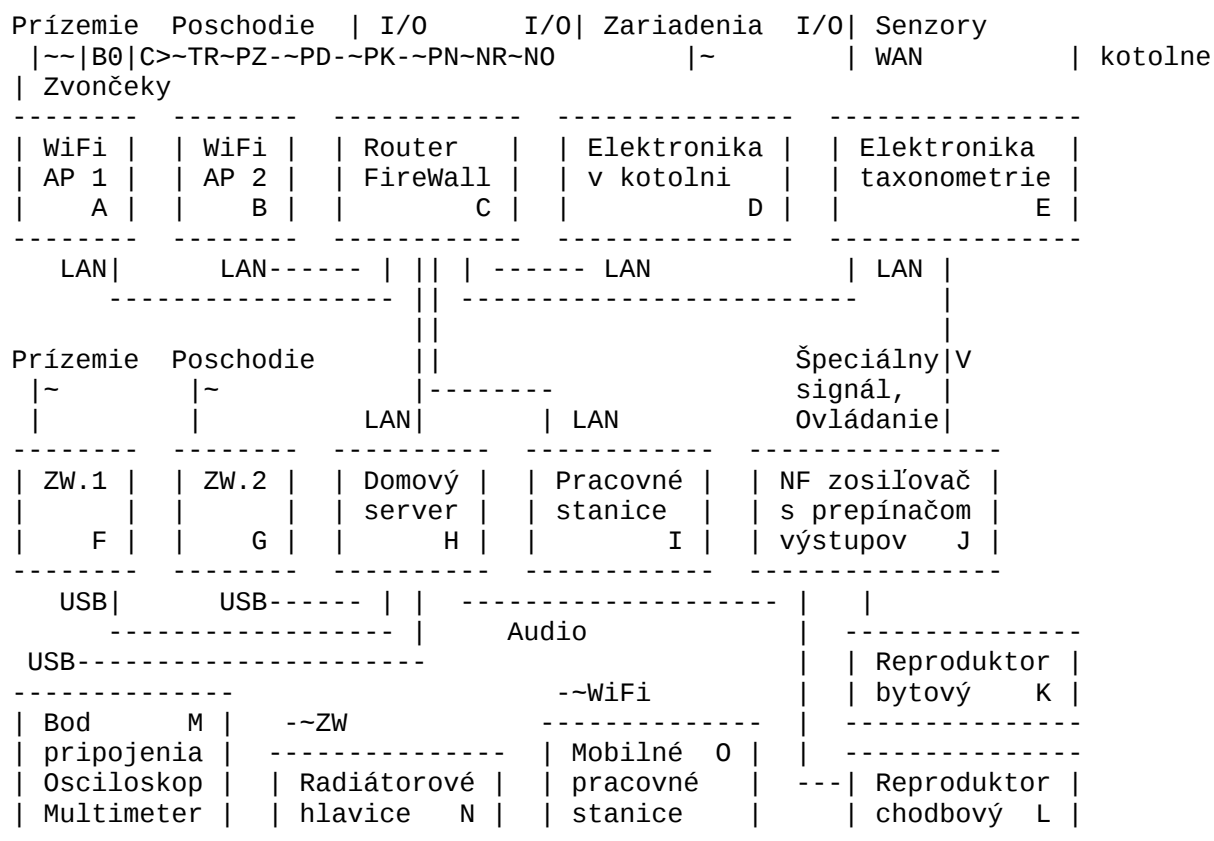 Prízemie  Poschodie  | I/O      I/O| Zariadenia  I/O| Senzory
 |~~|B0|C>~TR~PZ-~PD-~PK-~PN~NR~NO        |~        | WAN         | kotolne
| Zvončeky
--------  --------  ------------  ---------------  ----------------
| WiFi |  | WiFi |  | Router   |  | Elektronika |  | Elektronika  |
| AP 1 |  | AP 2 |  | FireWall |  | v kotolni   |  | taxonometrie |
|    A |  |    B |  |        C |  |           D |  |            E |
--------  --------  ------------  ---------------  ----------------
   LAN|      LAN------ | || | ------ LAN            | LAN |
      ------------------ || -------------------------     |
                         ||                               |
Prízemie  Poschodie      ||                      Špeciálny|V
 |~        |~            |--------               signál,  |
 |         |          LAN|       | LAN           Ovládanie|
--------  --------  ----------  ------------  ----------------
| ZW.1 |  | ZW.2 |  | Domový |  | Pracovné |  | NF zosiľovač |
|      |  |      |  | server |  | stanice  |  | s prepínačom |
|    F |  |    G |  |      H |  |        I |  | výstupov   J |
--------  --------  ----------  ------------  ----------------
   USB|      USB------ | |  -------------------- |   |
      ------------------ |     Audio             |  ---------------
 USB----------------------                       |  | Reproduktor |
--------------                    -~WiFi         |  | bytový    K |
| Bod      M |   -~ZW            --------------  |  ---------------
| pripojenia |  ---------------  | Mobilné  O |  |  ---------------
| Osciloskop |  | Radiátorové |  | pracovné   |  ---| Reproduktor |
| Multimeter |  | hlavice   N |  | stanice    |     | chodbový  L |